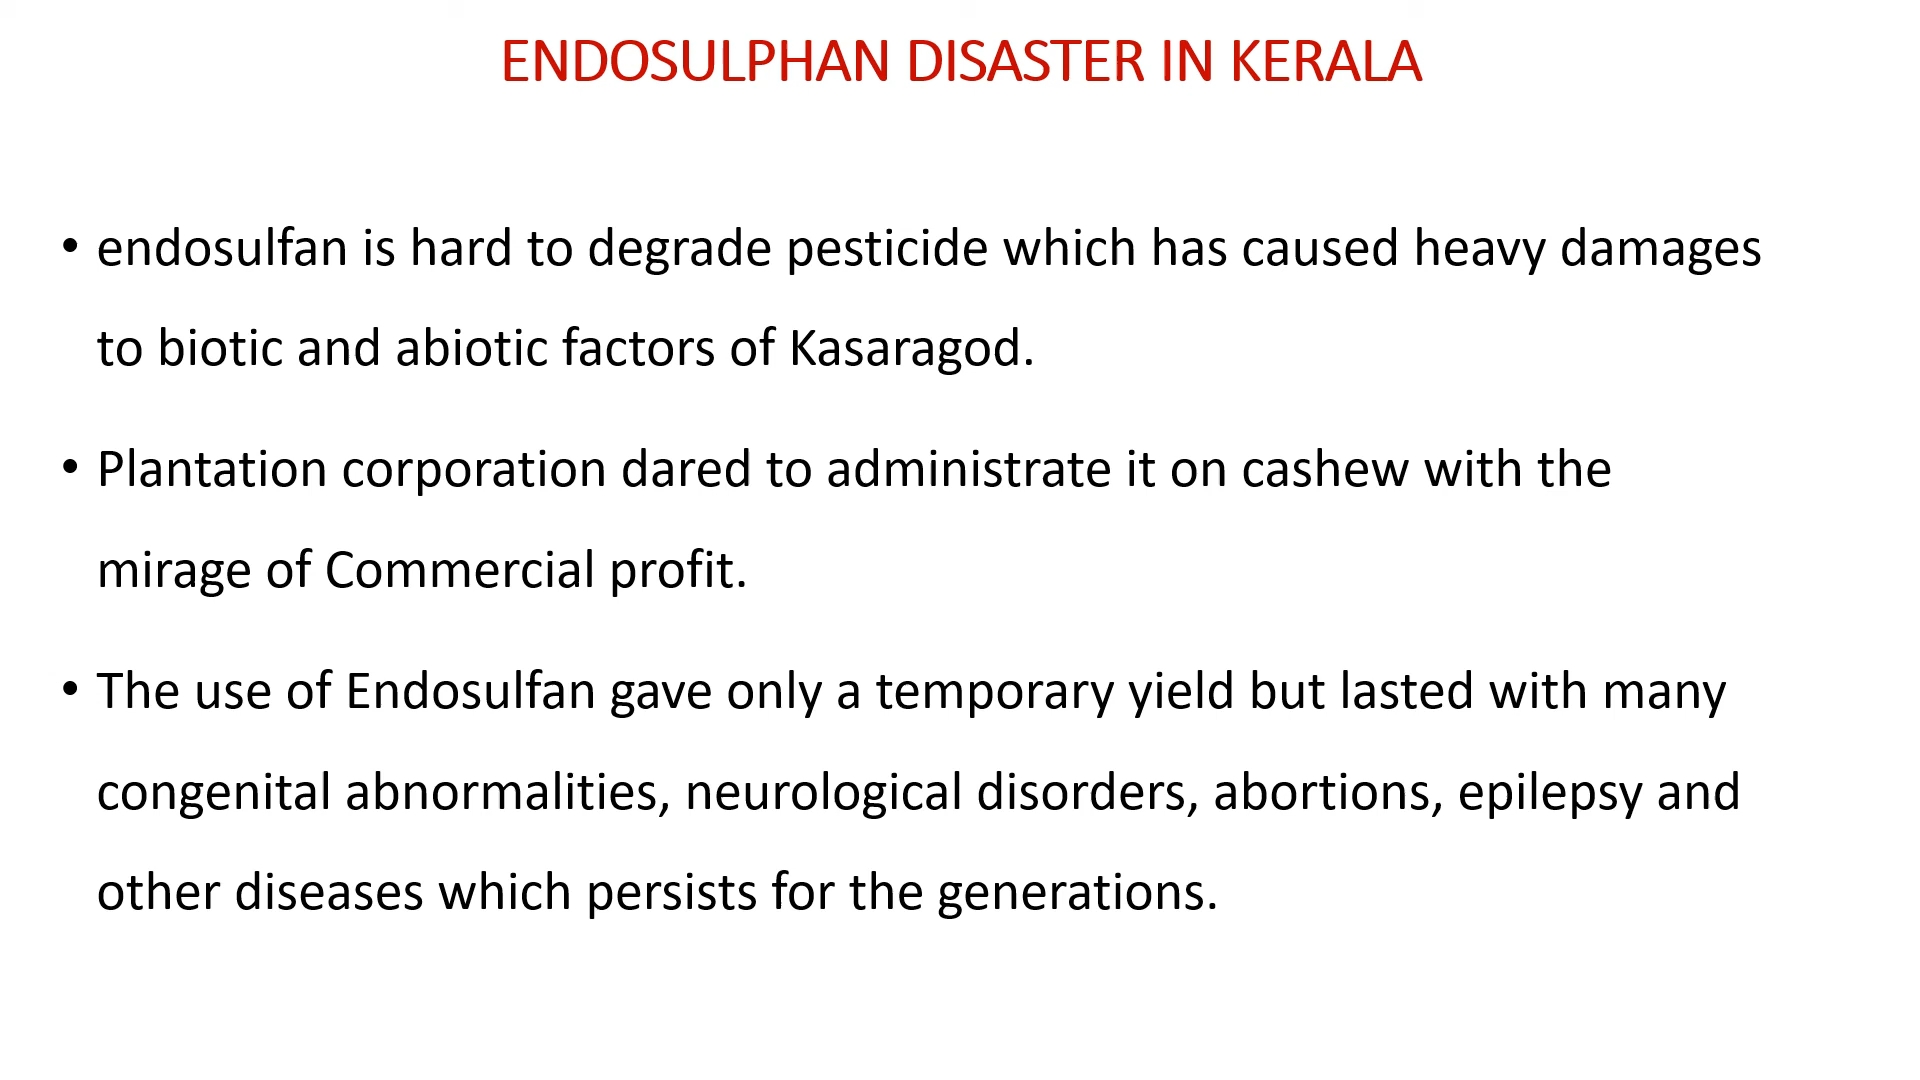 ENDOSULPHAN DISASTER IN KERALA
• endosulfan is hard to degrade pesticide which has caused heavy damages
to biotic and abiotic factors of Kasaragod.
• Plantation corporation dared to administrate it on cashew with the
mirage of Commercial profit.
• The use of Endosulfan gave only a temporary yield but lasted with many
congenital abnormalities, neurological disorders, abortions, epilepsy and
other diseases which persists for the generations.